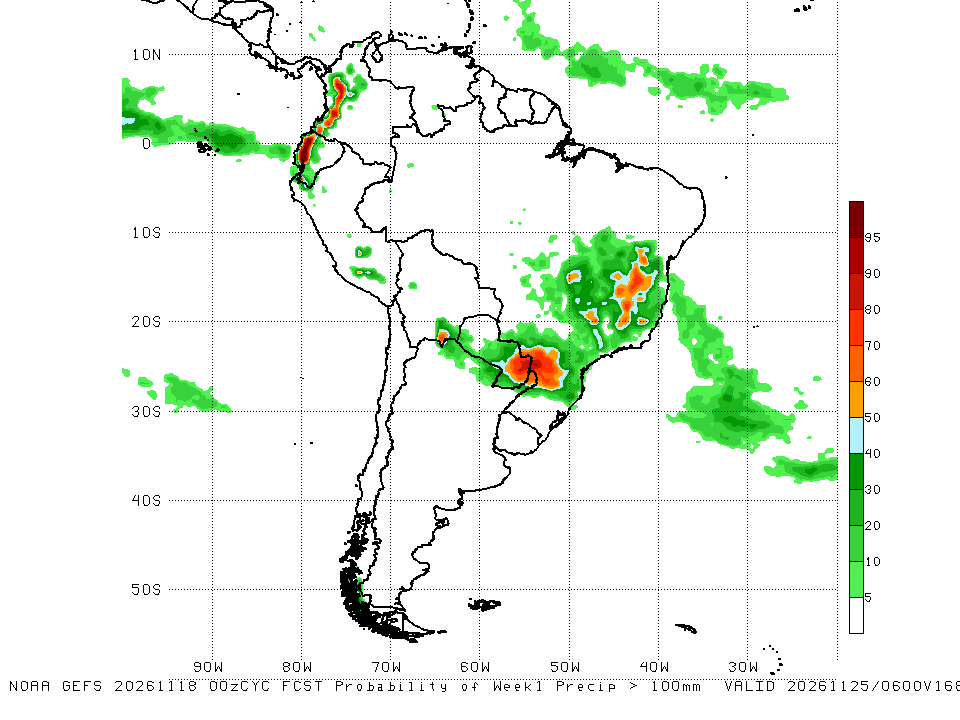 10N
0
10S
20S
30S
40S
50S
95
90
80
70
60
50
40
30
20
10
5
90W 80W 70W 60W 50W 40W 30W
NOAA GEFS 20261118 00zCYC FCST Probability of Week1 Precip > 100mm VALID 20261125/0600V168